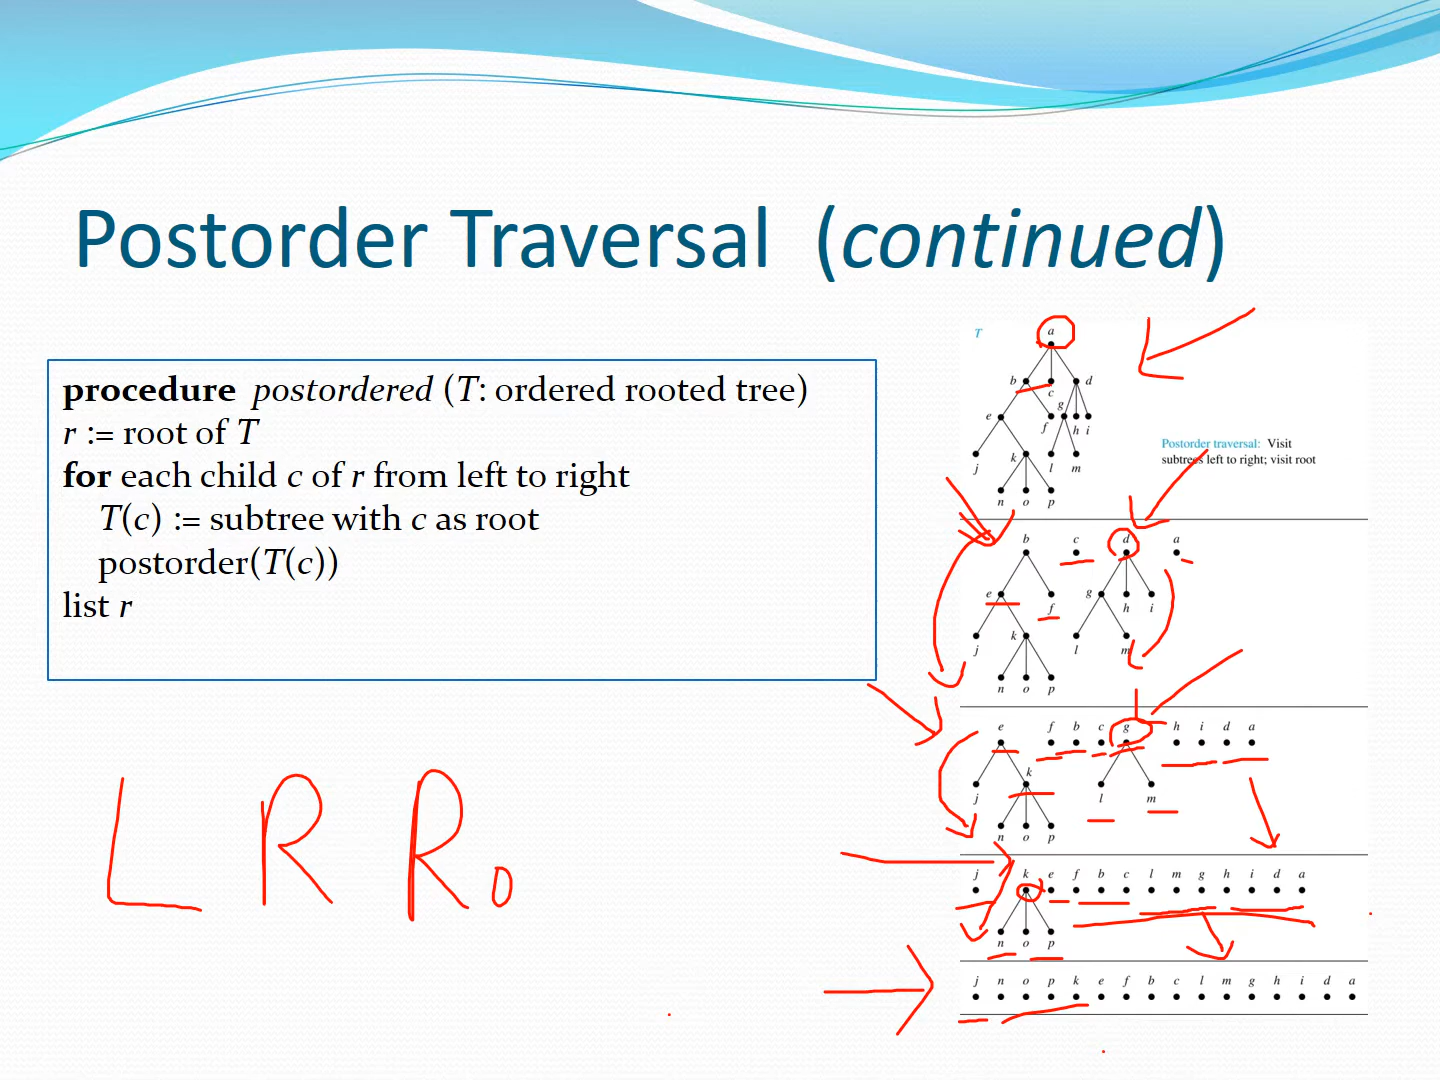 Postorder Traversal (continued)
procedure postordered (T: ordered rooted tree)
r := root of T
for each child c of r from left to right
T(c) := subtree with c as root
postorder(T(c))
list r
L R R0
T
a
b
c
d
e
f
g
h i
j
k
l
m
n o p
Postorder traversal: Visit
subtrees left to right; visit root
b c d a
e f g h i
j k l m
n o p
e f b c g h i d a
k
j l m
n o p
j k e f b c l m g h i d a
n o p
j n o p k e f b c l m g h i d a